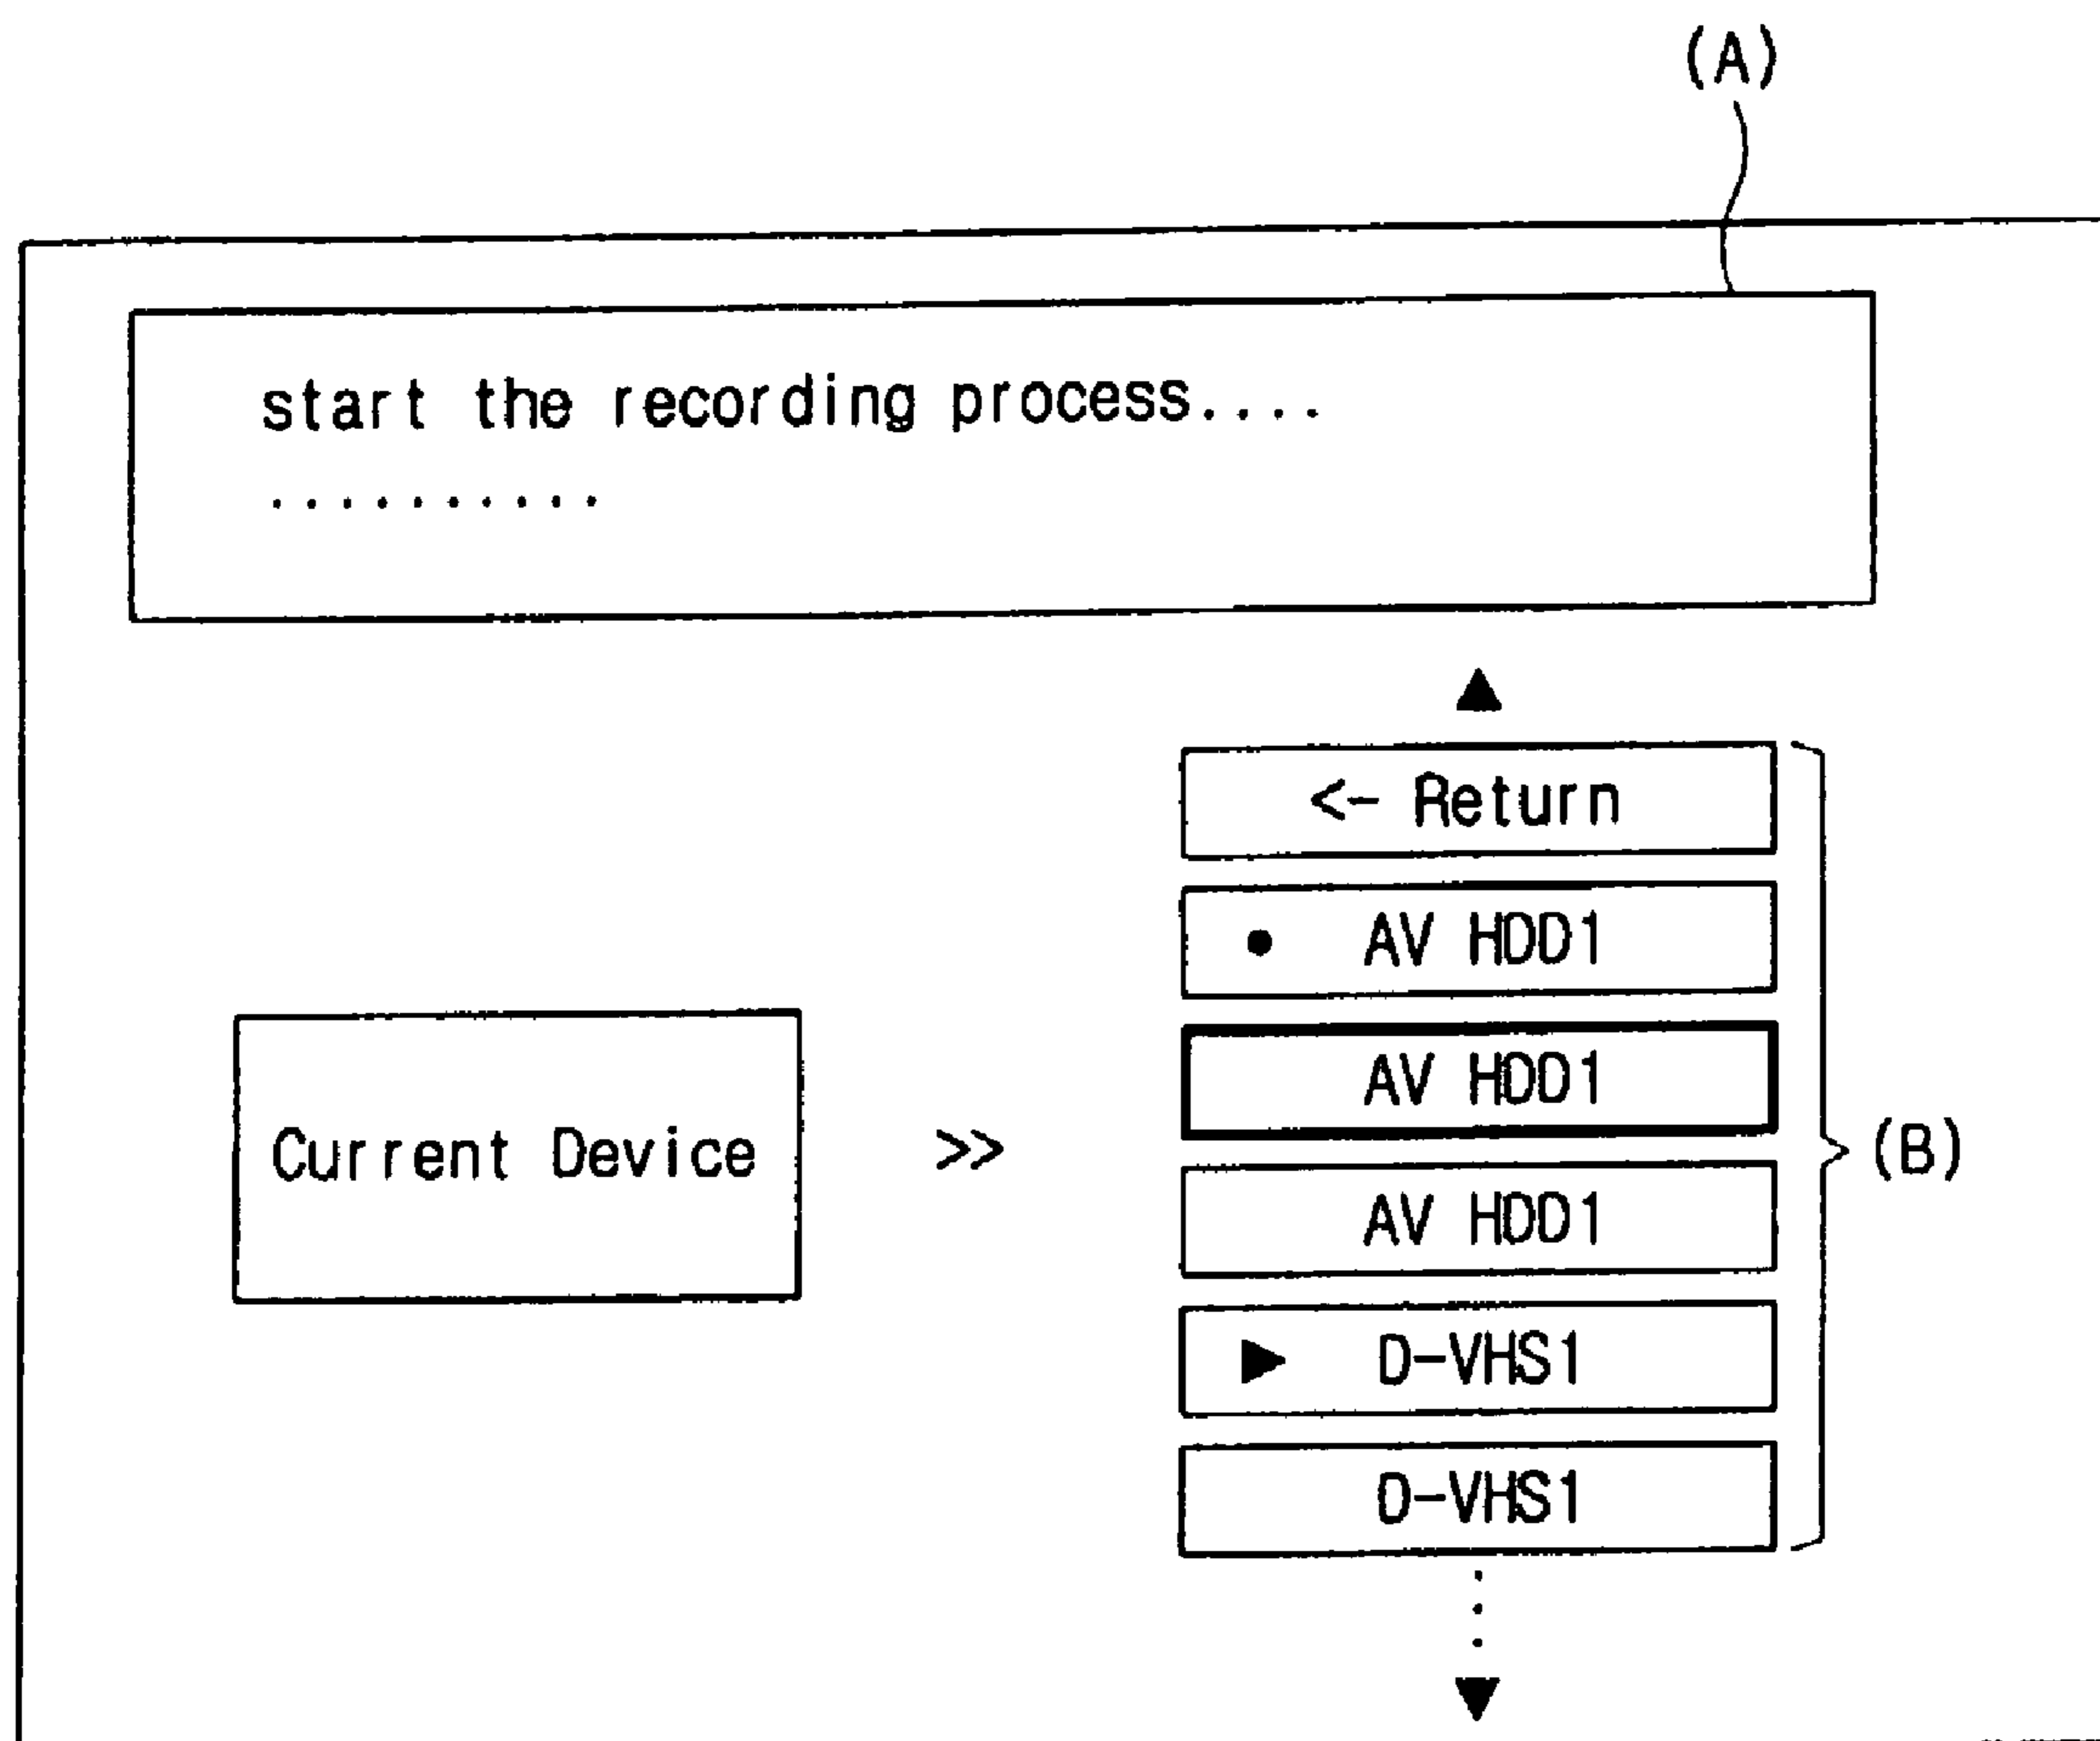 (A)
start the recording process....
..........
<- Return
● AV HDD1
AV HDD1
Current Device >>
AV HDD1
▶ D-VHS1
D-VHS1
(B)